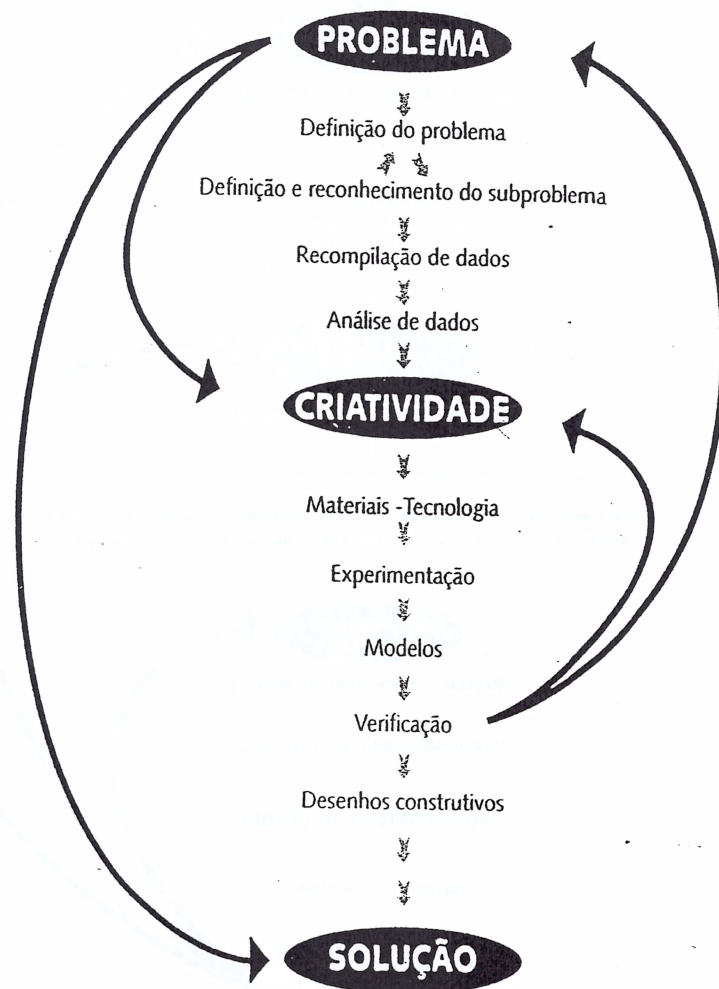 PROBLEMA
Definição do problema
Definição e reconhecimento do subproblema
Recompilação de dados
Análise de dados
CRIATIVIDADE
Materiais -Tecnologia
Experimentação
Modelos
Verificação
Desenhos construtivos
SOLUÇÃO